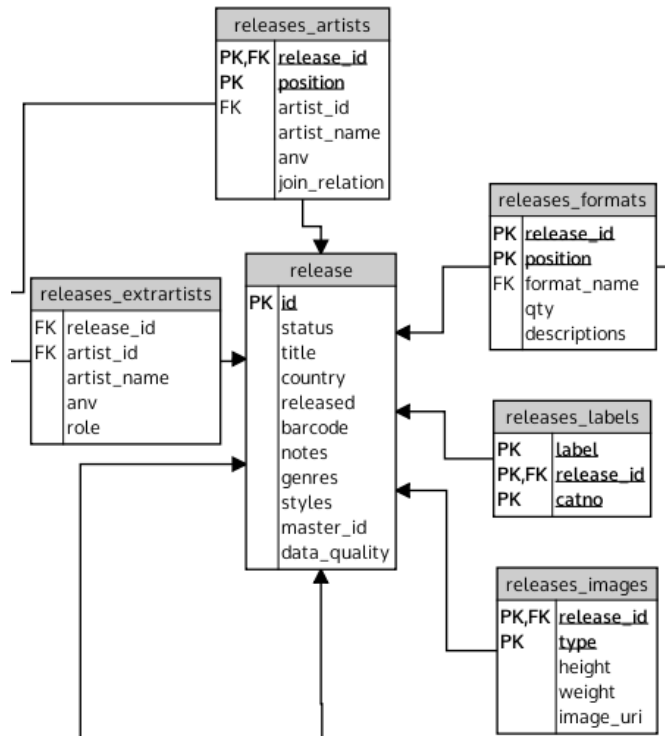 releases_artists
PK,FK release_id
PK position
FK artist_id
artist_name
anv
join_relation
releases_formats
PK release_id
PK position
FK format_name
qty
descriptions
release
PK id
status
title
country
released
barcode
notes
genres
styles
master_id
data_quality
releases_extrartists
FK release_id
FK artist_id
artist_name
anv
role
releases_labels
PK label
PK,FK release_id
PK catno
releases_images
PK,FK release_id
PK type
height
weight
image_uri